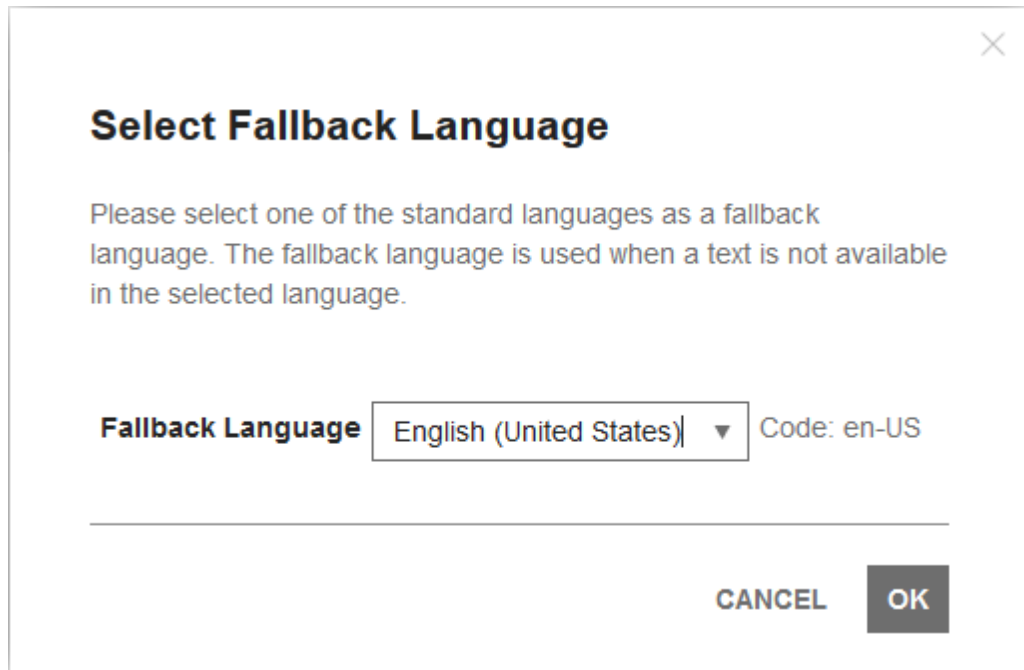 Select Fallback Language
Please select one of the standard languages as a fallback
language. The fallback language is used when a text is not available
in the selected language.
Fallback Language English (United States) Code: en-US
CANCEL OK